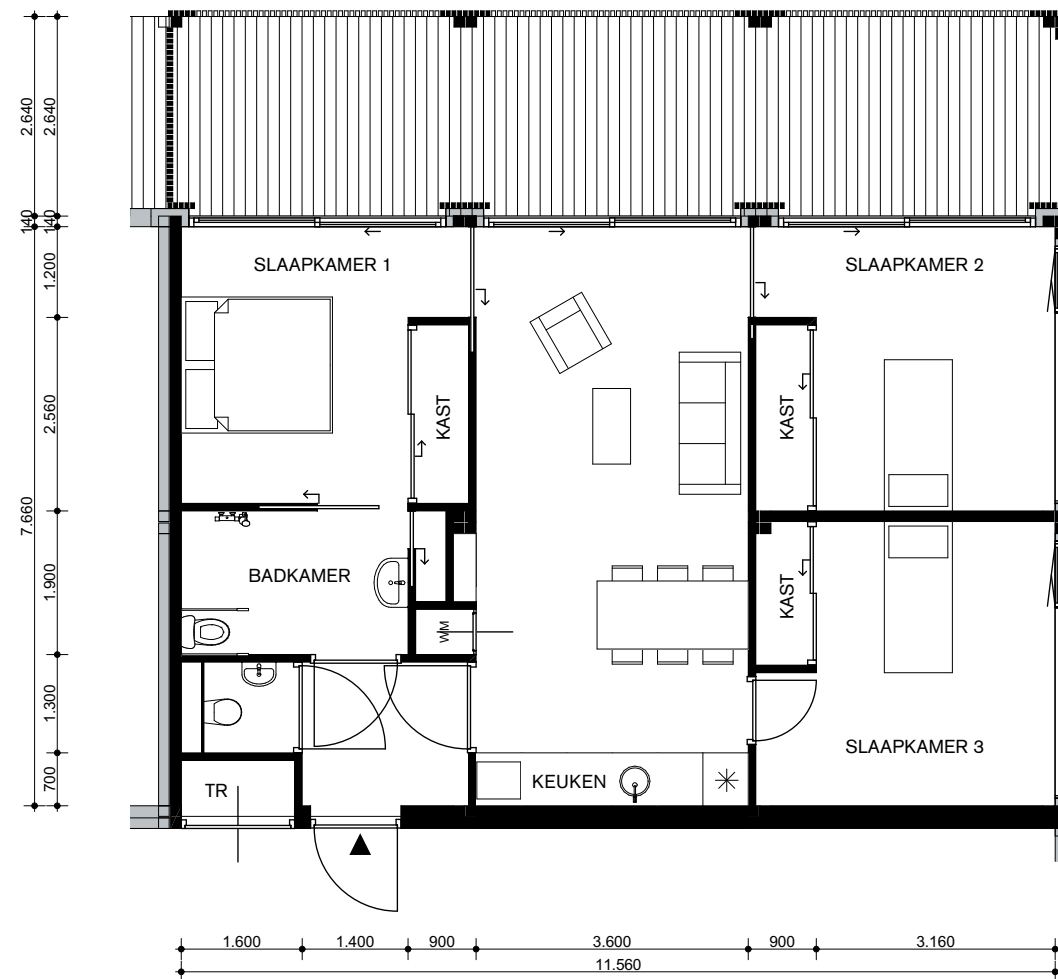 2.640
2.640
140
140
1.200
2.560
7.660
1.900
1.300
700
SLAAPKAMER 1
SLAAPKAMER 2
KAST
KAST
BADKAMER
KAST
WM
SLAAPKAMER 3
TR
KEUKEN
1.600
1.400
900
3.600
900
3.160
11.560